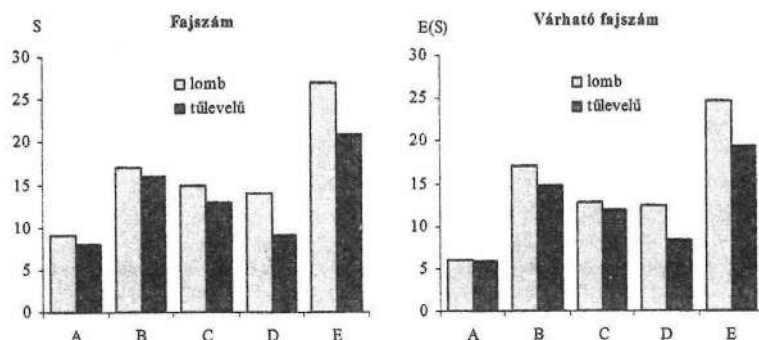 S
Fajszám
30
25
20
15
10
5
0
lomb
tűlevelű
A B C D E
E(S)
Várható fajszám
30
25
20
15
10
5
0
lomb
tűlevelű
A B C D E